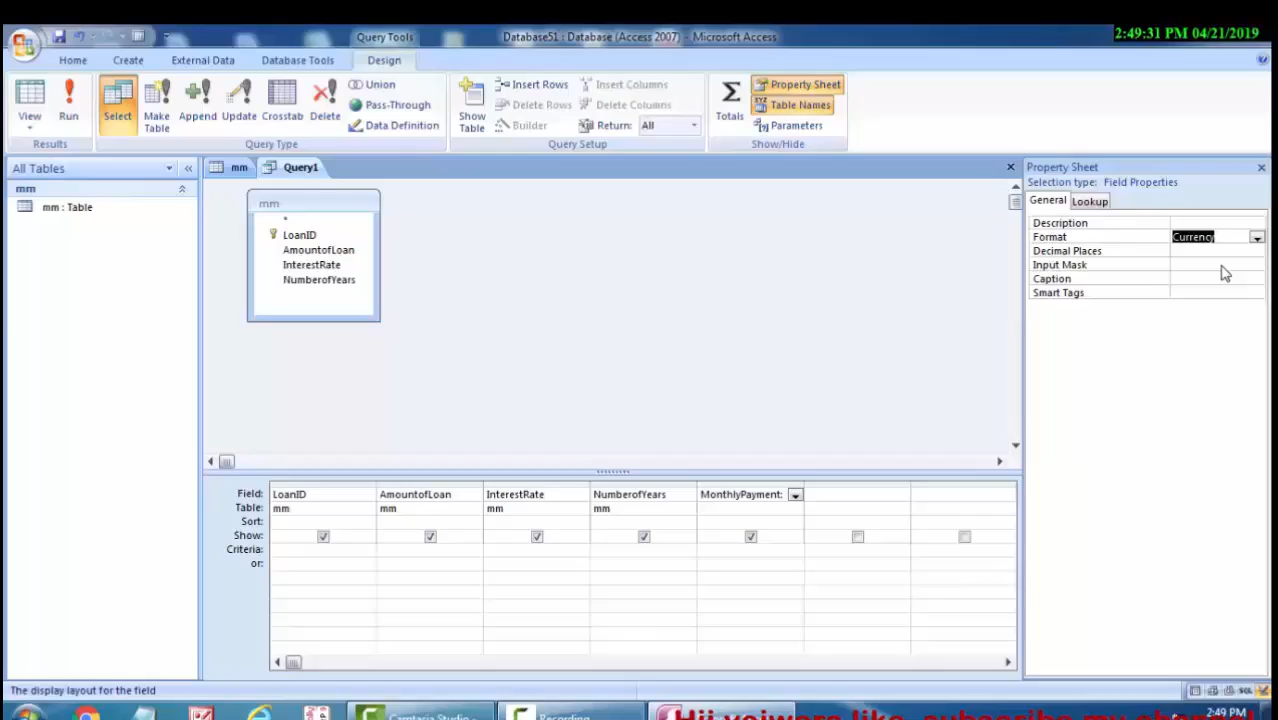 2:49:31 PM 04/21/2019
Query Tools
Database51 : Database (Access 2007) - Microsoft Access
Home Create External Data Database Tools Design
View Run
Select Make Table Append Update Crosstab Delete
Union
Pass-Through
Data Definition
Show Table
Insert Rows
Delete Rows
Builder
Insert Columns
Delete Columns
Return: All
Totals
Property Sheet
Table Names
Parameters
Results Query Type Query Setup Show/Hide
All Tables
mm
mm : Table
mm Query1
mm
*
LoanID
AmountofLoan
InterestRate
NumberofYears
Property Sheet
Selection type: Field Properties
General Lookup
Description
Format Currency
Decimal Places
Input Mask
Caption
Smart Tags
Field: LoanID AmountofLoan InterestRate NumberofYears MonthlyPayment:
Table: mm mm mm mm
Sort:
Show:
Criteria:
or:
The display layout for the field
SQL
Camtasia Studio -
Recording...
2:49 PM